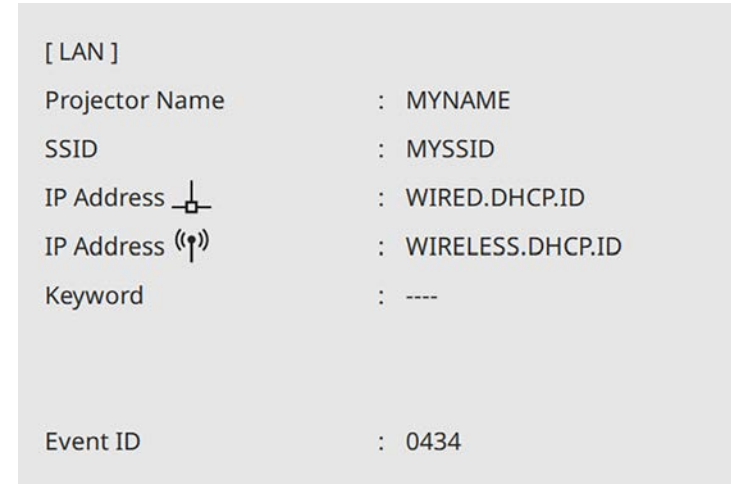 [ LAN ]
Projector Name : MYNAME
SSID : MYSSID
IP Address : WIRED.DHCP.ID
IP Address : WIRELESS.DHCP.ID
Keyword : ----
Event ID : 0434